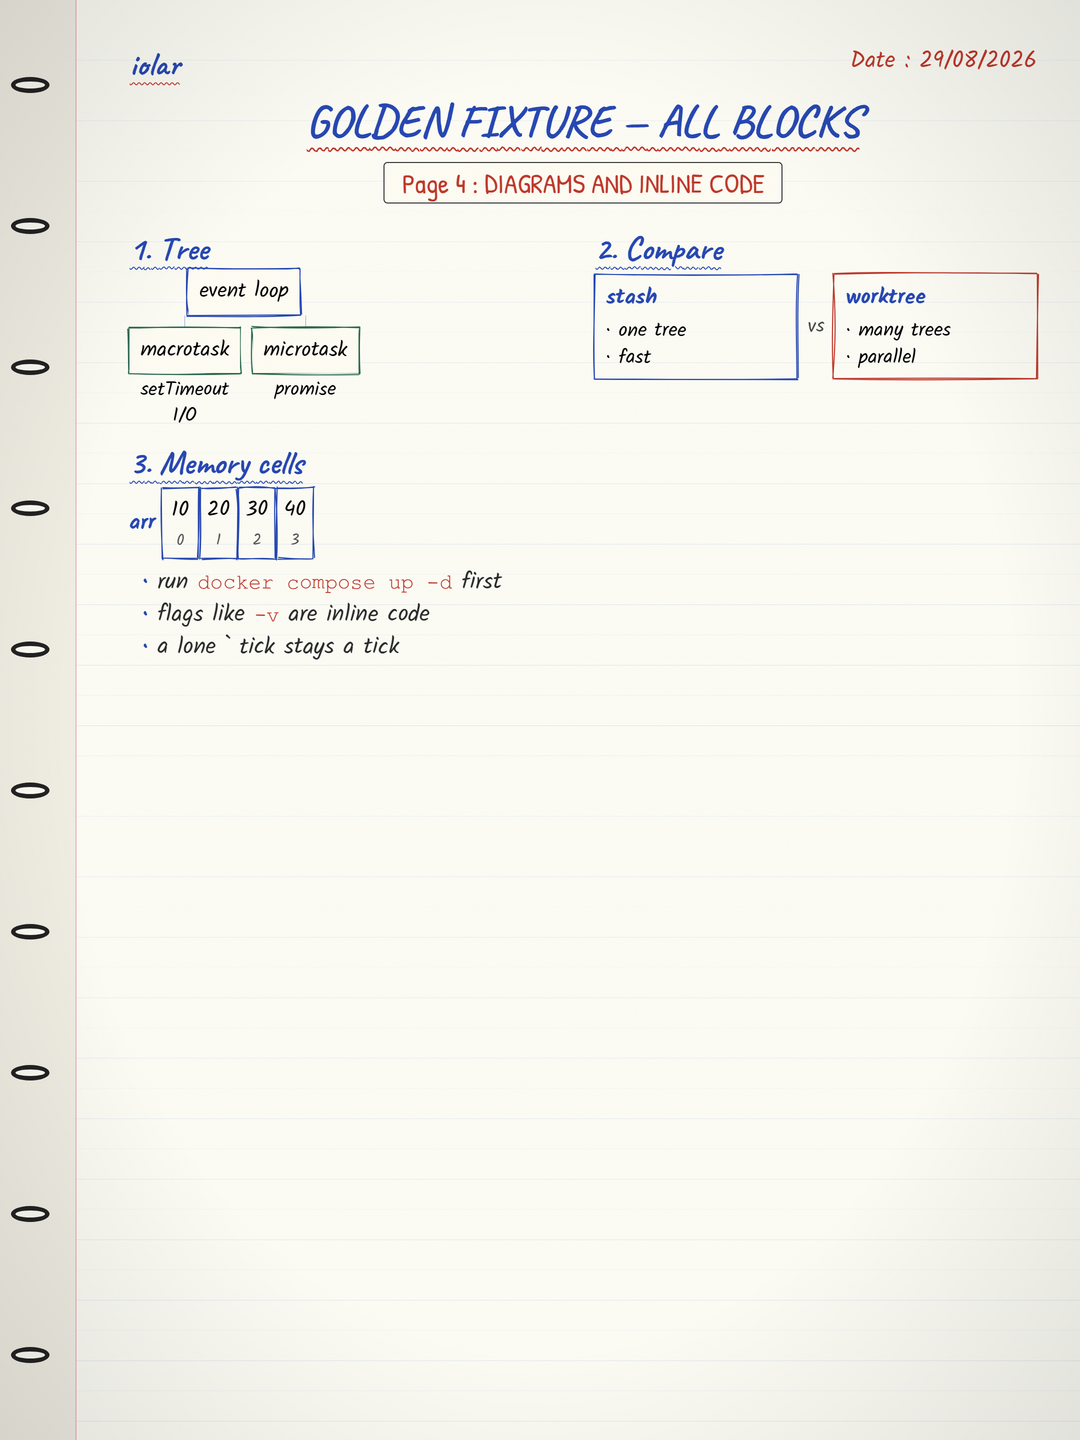 iolar
Date : 29/08/2026
GOLDEN FIXTURE – ALL BLOCKS
Page 4 : DIAGRAMS AND INLINE CODE
1. Tree
event loop
macrotask microtask
setTimeout promise
I/O
2. Compare
stash
· one tree
· fast
vs
worktree
· many trees
· parallel
3. Memory cells
arr 10 20 30 40
0 1 2 3
· run docker compose up -d first
· flags like -v are inline code
· a lone ` tick stays a tick